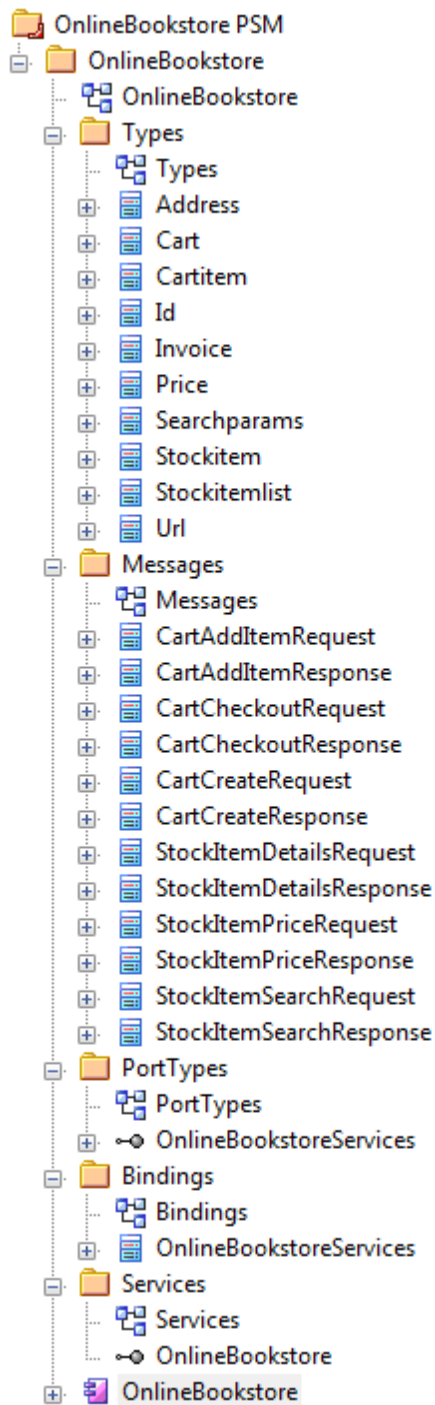 OnlineBookstore PSM
OnlineBookstore
OnlineBookstore
Types
Types
Address
Cart
Cartitem
Id
Invoice
Price
Searchparams
Stockitem
Stockitemlist
Url
Messages
Messages
CartAddItemRequest
CartAddItemResponse
CartCheckoutRequest
CartCheckoutResponse
CartCreateRequest
CartCreateResponse
StockItemDetailsRequest
StockItemDetailsResponse
StockItemPriceRequest
StockItemPriceResponse
StockItemSearchRequest
StockItemSearchResponse
PortTypes
PortTypes
OnlineBookstoreServices
Bindings
Bindings
OnlineBookstoreServices
Services
Services
OnlineBookstore
OnlineBookstore